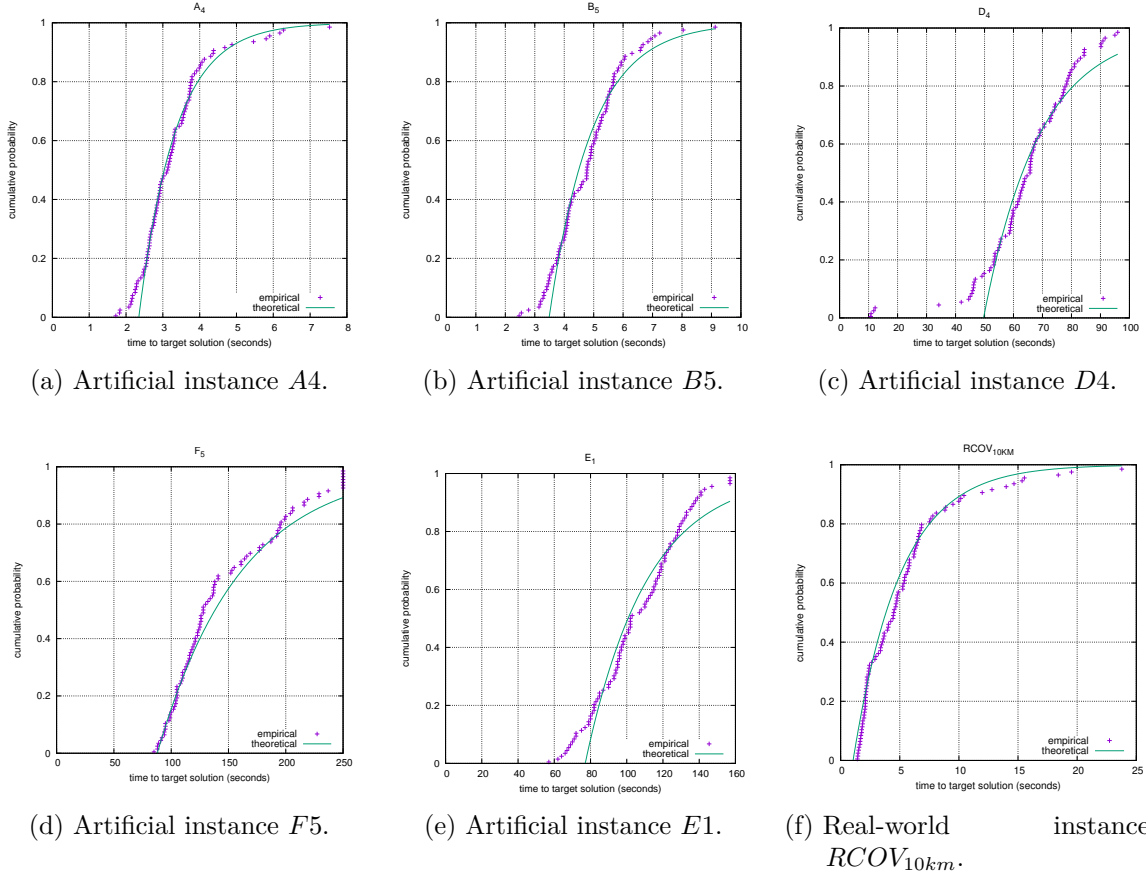 A4
1
0.8
0.6
0.4
0.2
0
cumulative probability
0 1 2 3 4 5 6 7 8
time to target solution (seconds)
empirical
theoretical
(a) Artificial instance A4.
B5
1
0.8
0.6
0.4
0.2
0
cumulative probability
0 1 2 3 4 5 6 7 8 9 10
time to target solution (seconds)
empirical
theoretical
(b) Artificial instance B5.
D4
1
0.8
0.6
0.4
0.2
0
cumulative probability
0 10 20 30 40 50 60 70 80 90 100
time to target solution (seconds)
empirical
theoretical
(c) Artificial instance D4.
F5
1
0.8
0.6
0.4
0.2
0
cumulative probability
0 50 100 150 200 250
time to target solution (seconds)
empirical
theoretical
(d) Artificial instance F5.
E1
1
0.8
0.6
0.4
0.2
0
cumulative probability
0 20 40 60 80 100 120 140 160
time to target solution (seconds)
empirical
theoretical
(e) Artificial instance E1.
RCOV10KM
1
0.8
0.6
0.4
0.2
0
cumulative probability
0 5 10 15 20 25
time to target solution (seconds)
empirical
theoretical
(f) Real-world instance
RCOV10km.